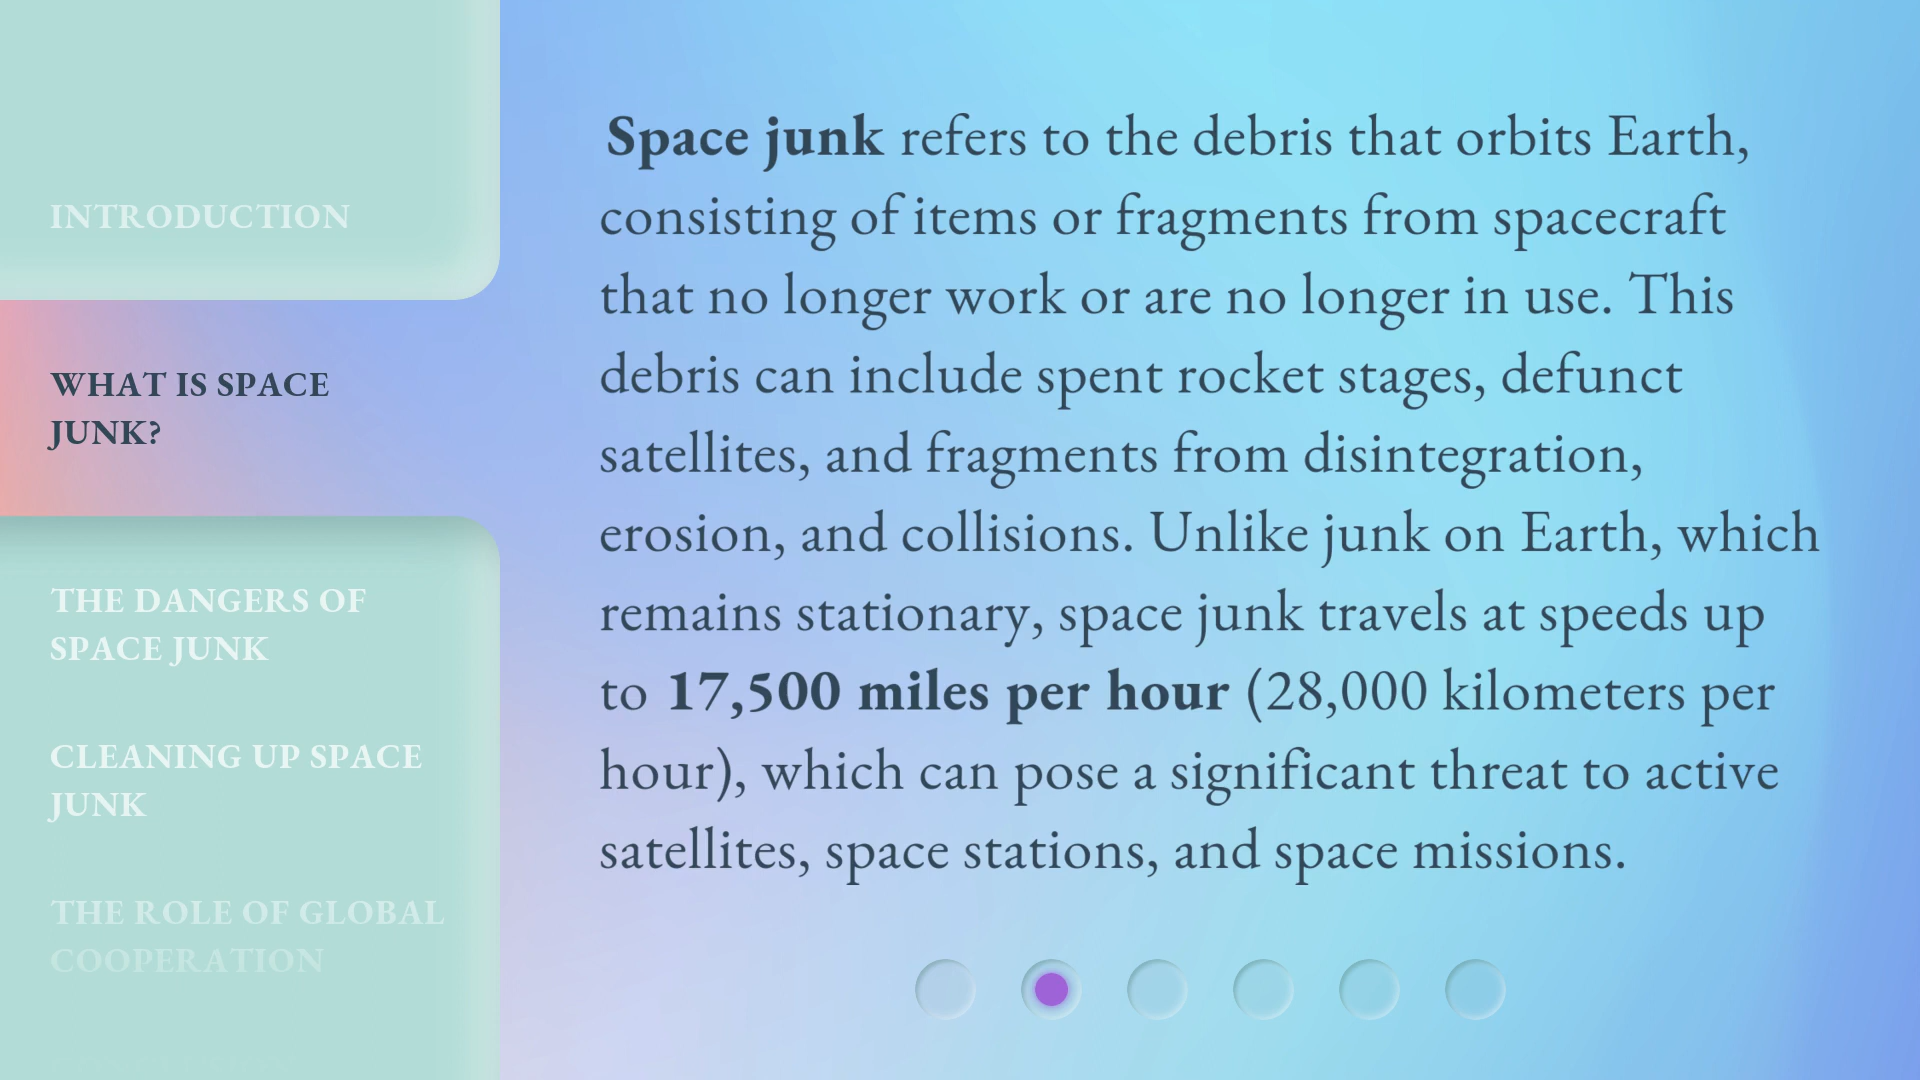 INTRODUCTION
WHAT IS SPACE
JUNK?
THE DANGERS OF
SPACE JUNK
CLEANING UP SPACE
JUNK
THE ROLE OF GLOBAL
COOPERATION
Space junk refers to the debris that orbits Earth,
consisting of items or fragments from spacecraft
that no longer work or are no longer in use. This
debris can include spent rocket stages, defunct
satellites, and fragments from disintegration,
erosion, and collisions. Unlike junk on Earth, which
remains stationary, space junk travels at speeds up
to 17,500 miles per hour (28,000 kilometers per
hour), which can pose a significant threat to active
satellites, space stations, and space missions.